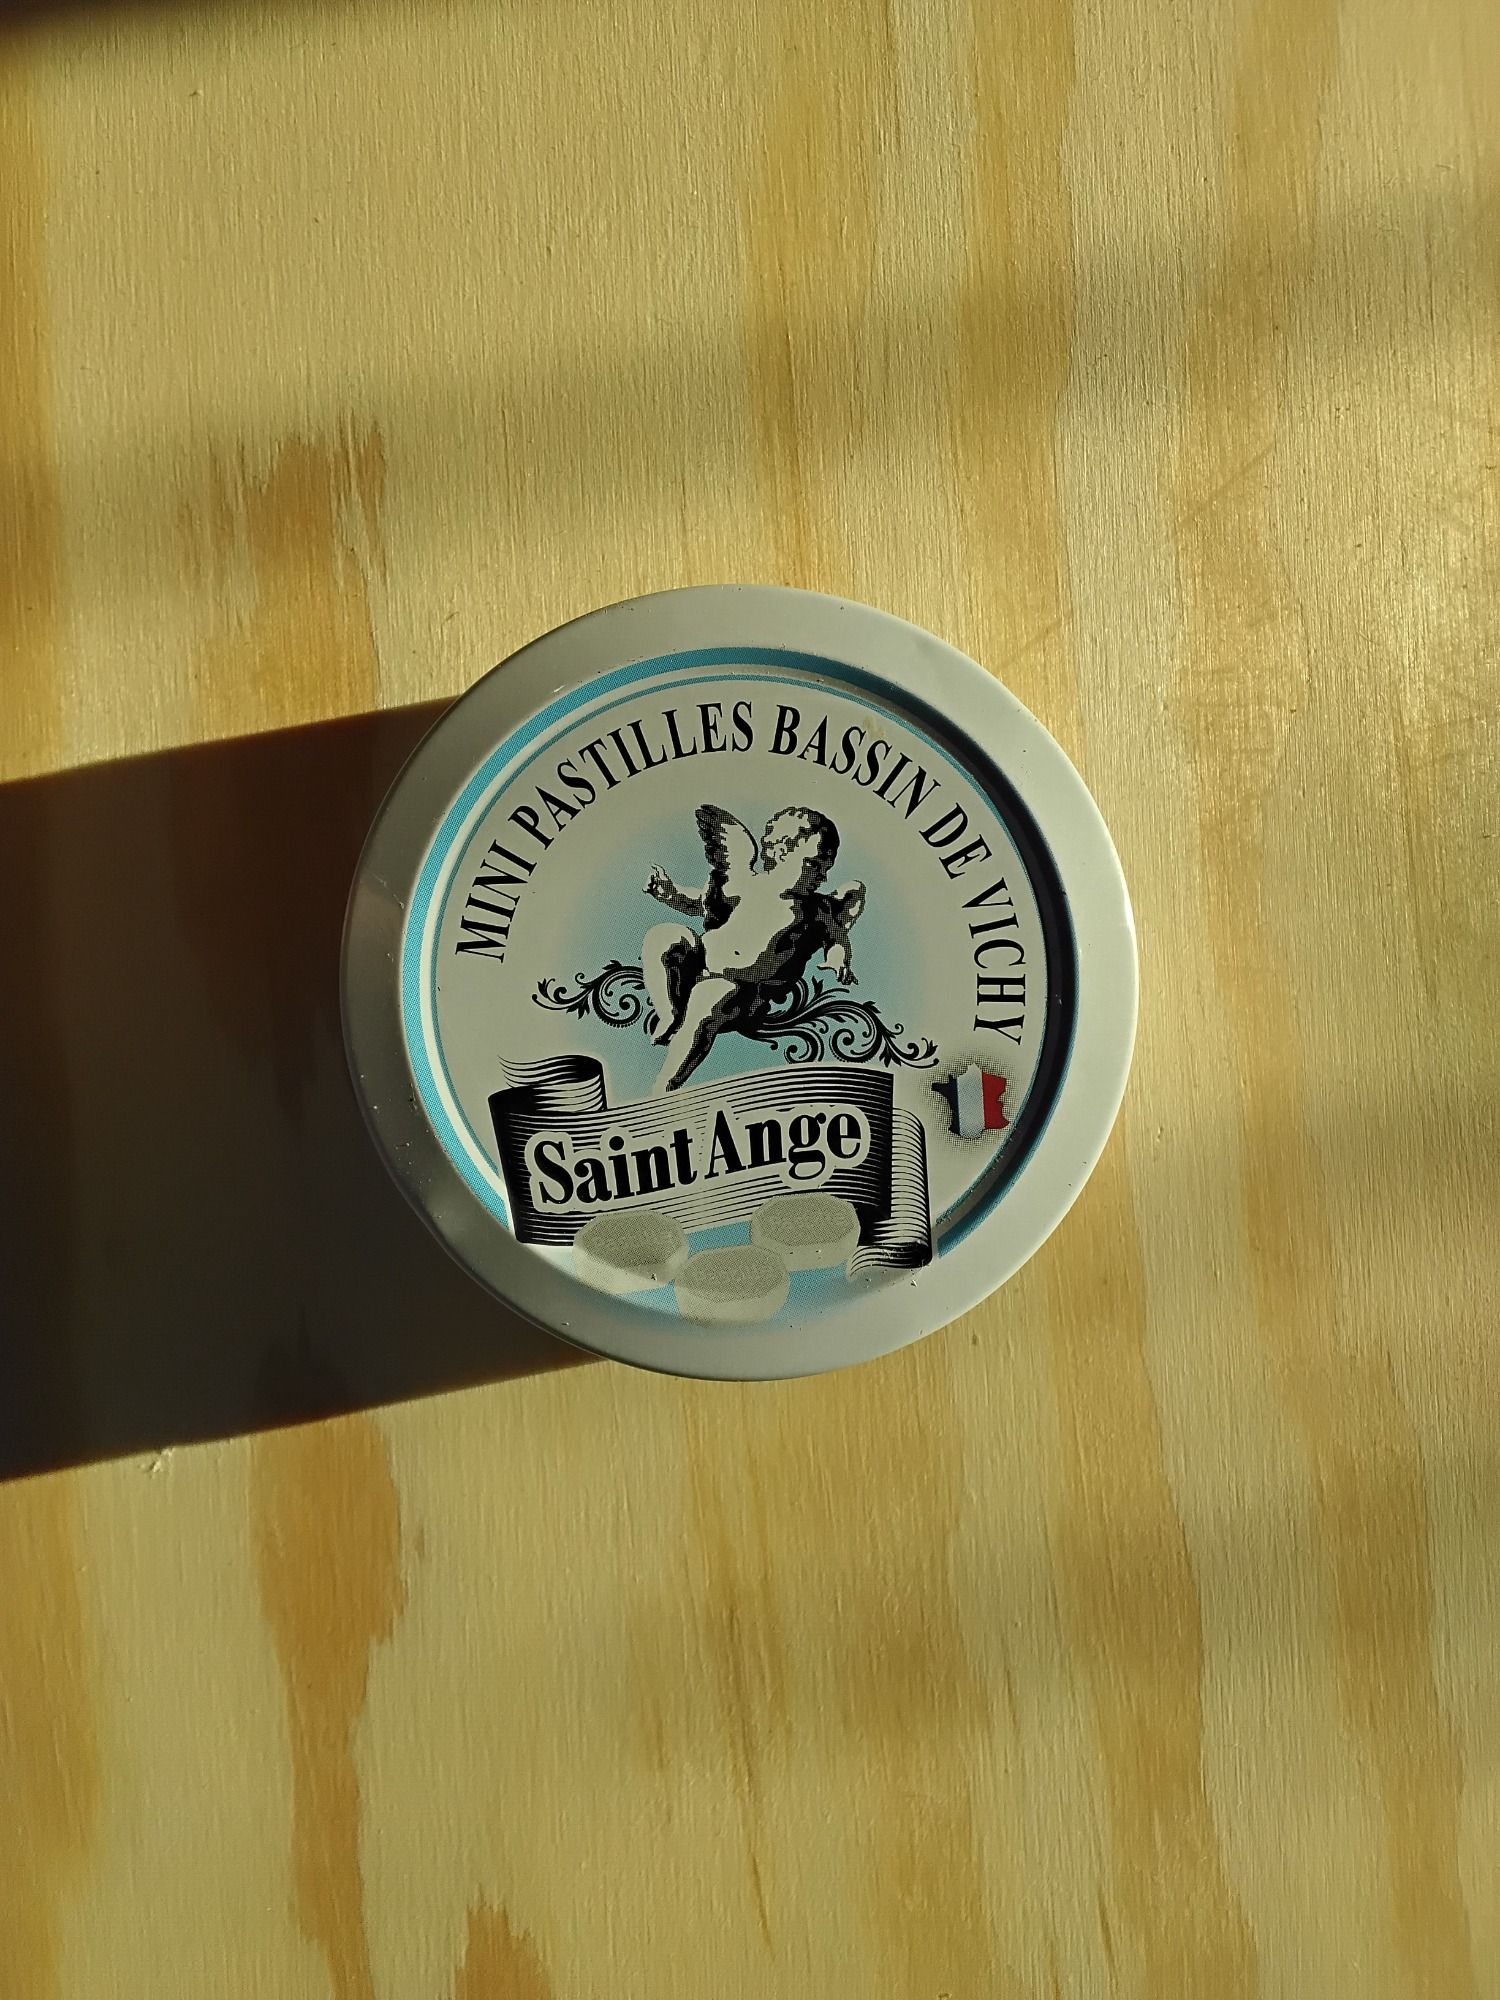 MINI PASTILLES BASSIN DE VICHY
Saint Ange